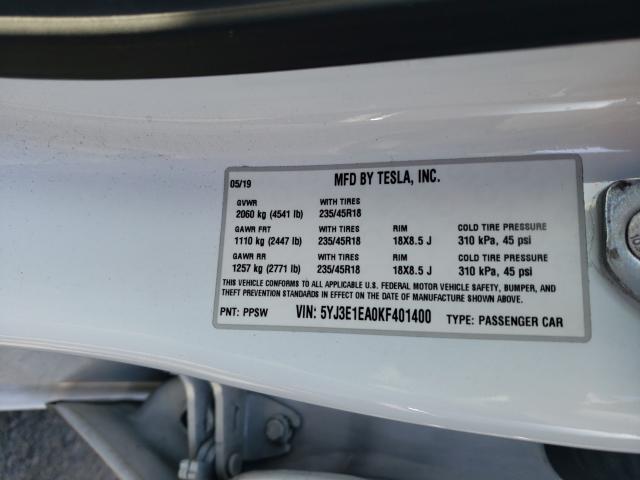 05/19 MFD BY TESLA, INC.
GVWR WITH TIRES
2060 kg (4541 lb) 235/45R18
GAWR FRT WITH TIRES RIM COLD TIRE PRESSURE
1110 kg (2447 lb) 235/45R18 18X8.5 J 310 kPa, 45 psi
GAWR RR WITH TIRES RIM COLD TIRE PRESSURE
1257 kg (2771 lb) 235/45R18 18X8.5 J 310 kPa, 45 psi
THIS VEHICLE CONFORMS TO ALL APPLICABLE U.S. FEDERAL MOTOR VEHICLE SAFETY, BUMPER, AND
THEFT PREVENTION STANDARDS IN EFFECT ON THE DATE OF MANUFACTURE SHOWN ABOVE.
PNT: PPSW VIN: 5YJ3E1EA0KF401400 TYPE: PASSENGER CAR